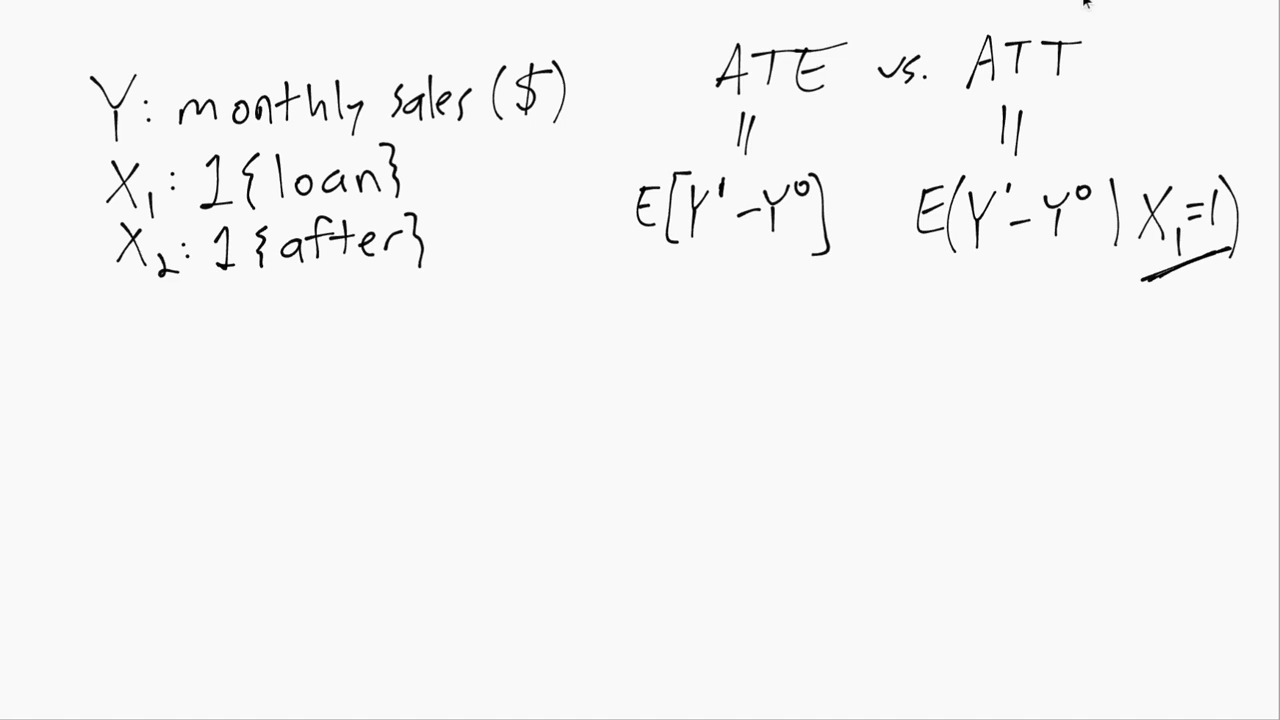 Y: monthly sales ($)
X₁: 1{loan}
X₂: 1{after}
ATE vs. ATT
= =
E[Y¹-Y⁰] E(Y¹-Y⁰ | X₁=1)